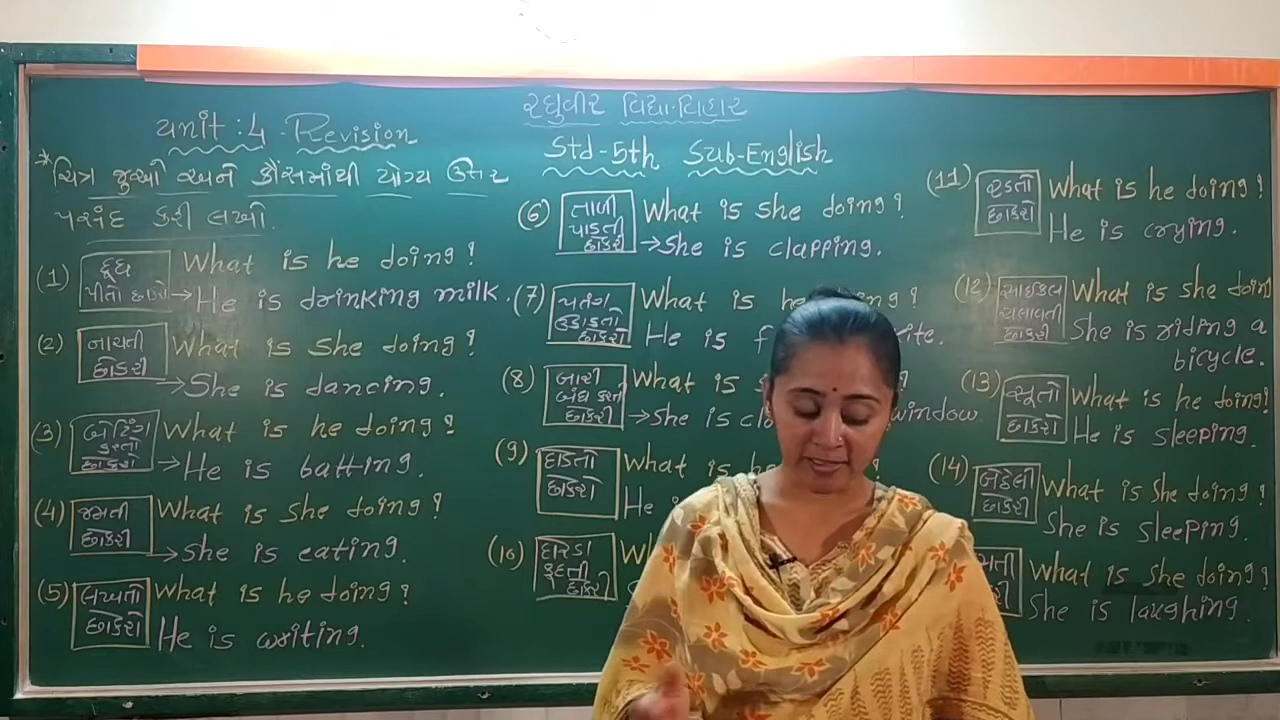 રઘુવીર વિદ્યા-વિહાર
Unit : 4 - Revision
Std-5th Sub-English
*ચિત્ર જુઓ અને કૌંસમાંથી યોગ્ય ઉત્તર
પસંદ કરી લખો.
(1) દૂધ પીતો છોકરો What is he doing?
→He is drinking milk.
(2) નાચતી છોકરી What is she doing?
→She is dancing.
(3) બેટિંગ કરતો છોકરો What is he doing?
→He is batting.
(4) જમતી છોકરી What is she doing?
→She is eating.
(5) લખતો છોકરો What is he doing?
He is writing.
(6) તાળી પાડતી છોકરી What is she doing?
→She is clapping.
(7) પતંગ ઉડાડતો છોકરો What is he
He is
(8) બારી બંધ કરતી છોકરી What is
→She is window
(9) દોડતો છોકરો What is he ?
He
(10) દોરડા કૂદતી છોકરી
(11) રડતો છોકરો What is he doing?
He is crying.
(12) સાઇકલ ચલાવતી છોકરી What is she doing
She is riding a
bicycle.
(13) સૂતો છોકરો What is he doing?
He is sleeping.
(14) સૂતેલી છોકરી What is she doing?
She is sleeping.
What is she doing?
She is laughing.